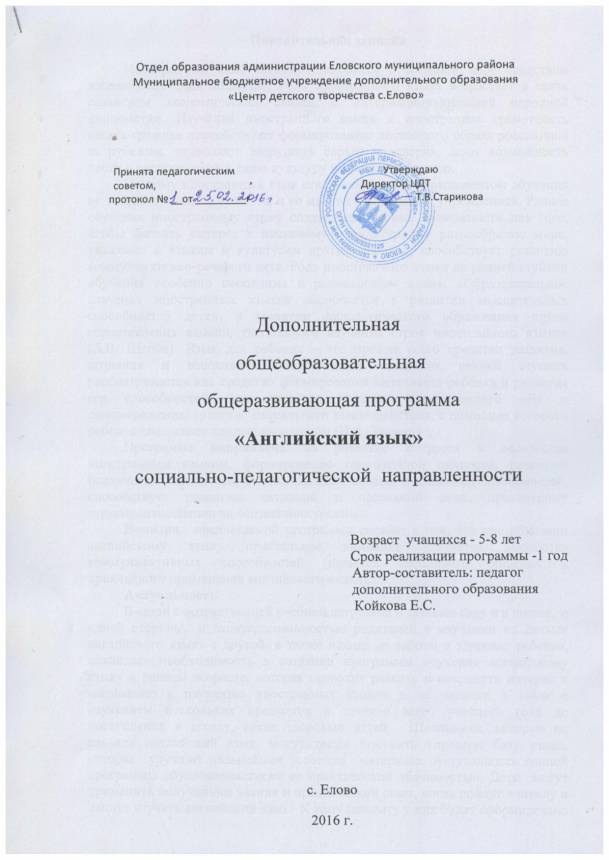 Отдел образования администрации Еловского муниципального района
Муниципальное бюджетное учреждение дополнительного образования
«Центр детского творчества с.Елово»
Принята педагогическим
советом,
протокол №1 от 25.02.2016г
Утверждаю
Директор ЦДТ
Т.В.Старикова
Дополнительная
общеобразовательная
общеразвивающая программа
«Английский язык»
социально-педагогической направленности
Возраст учащихся - 5-8 лет
Срок реализации программы -1 год
Автор-составитель: педагог
дополнительного образования
Койкова Е.С.
с. Елово
2016 г.